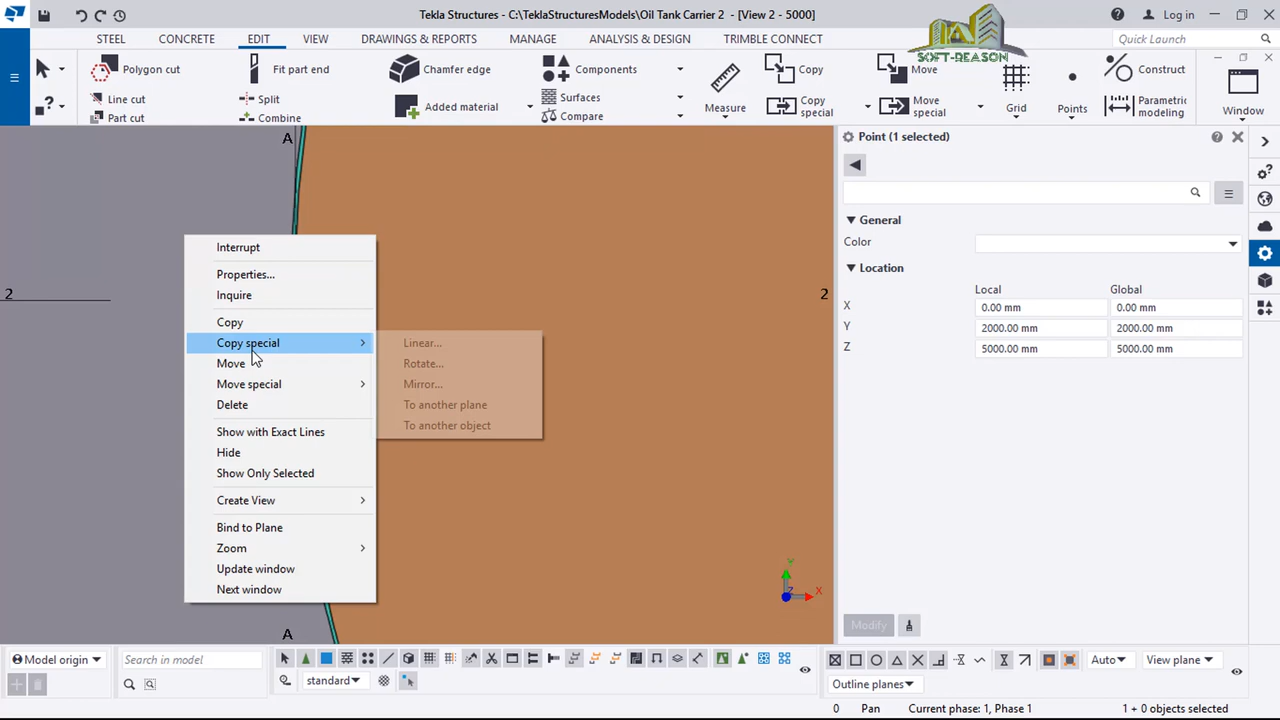 Tekla Structures - C:\TeklaStructuresModels\Oil Tank Carrier 2 - [View 2 - 5000]
Log in
STEEL CONCRETE EDIT VIEW DRAWINGS & REPORTS MANAGE ANALYSIS & DESIGN TRIMBLE CONNECT
SOFT-REASON
Quick Launch
Polygon cut
Line cut
Part cut
Fit part end
Split
Combine
Chamfer edge
Added material
Components
Surfaces
Compare
Measure
Copy
Copy special
Move
Move special
Grid
Points
Construct
Parametric modeling
Window
A
2
2
A
Interrupt
Properties...
Inquire
Copy
Copy special
Move
Move special
Delete
Show with Exact Lines
Hide
Show Only Selected
Create View
Bind to Plane
Zoom
Update window
Next window
Linear...
Rotate...
Mirror...
To another plane
To another object
Y
Z
X
Point (1 selected)
General
Color
Location
Local Global
X 0.00 mm 0.00 mm
Y 2000.00 mm 2000.00 mm
Z 5000.00 mm 5000.00 mm
Modify
Model origin
Search in model
standard
Auto
View plane
Outline planes
0 Pan Current phase: 1, Phase 1 1 + 0 objects selected